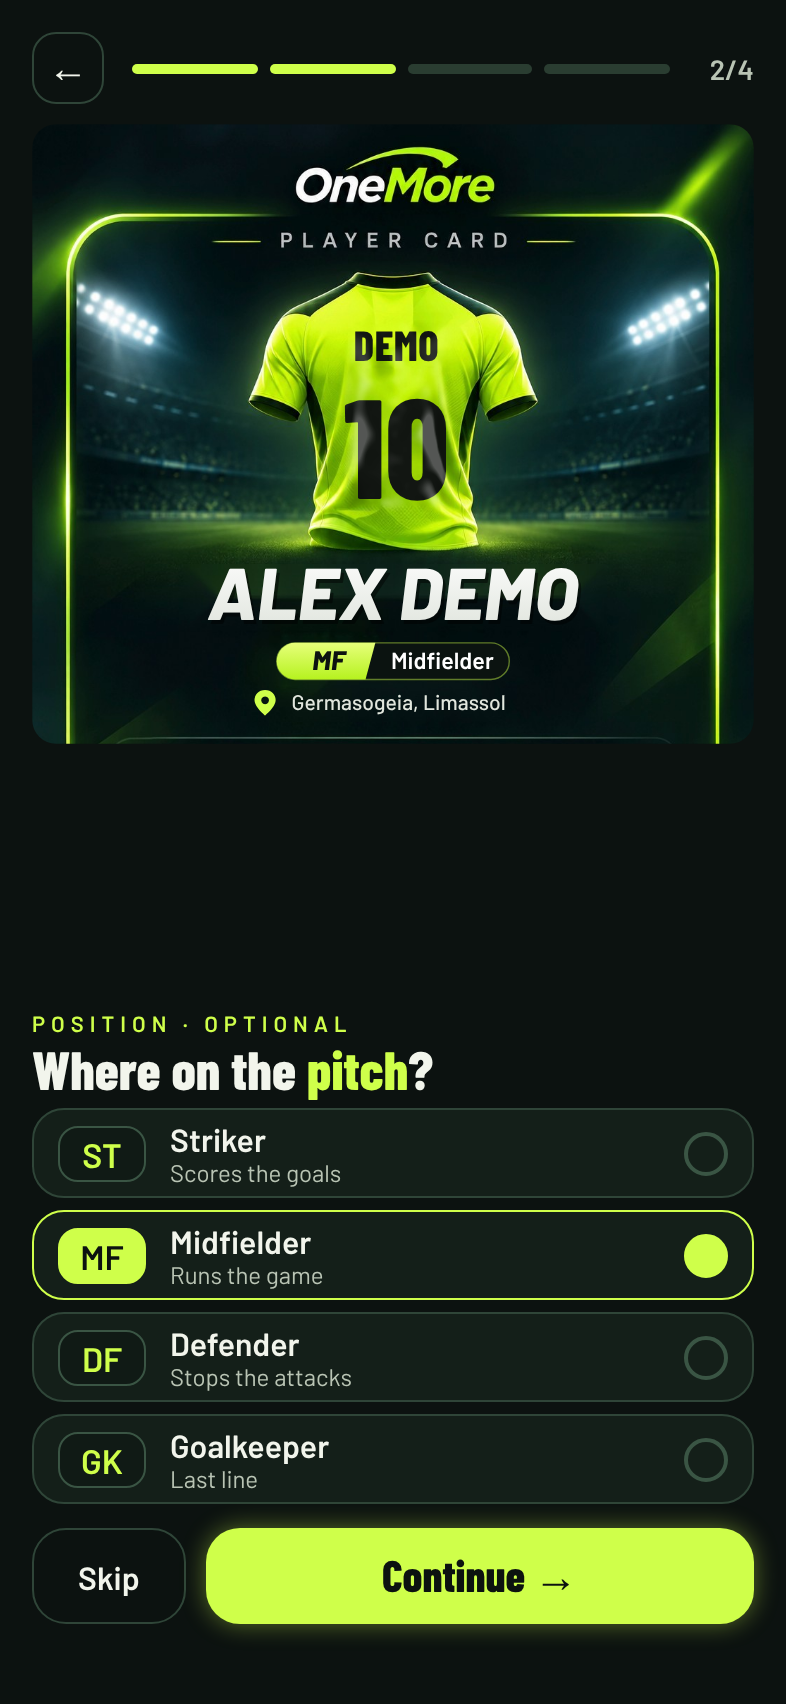 ←
2/4
OneMore
PLAYER CARD
DEMO
10
ALEX DEMO
MF Midfielder
Germasogeia, Limassol
POSITION · OPTIONAL
Where on the pitch?
ST Striker
Scores the goals
MF Midfielder
Runs the game
DF Defender
Stops the attacks
GK Goalkeeper
Last line
Skip
Continue →